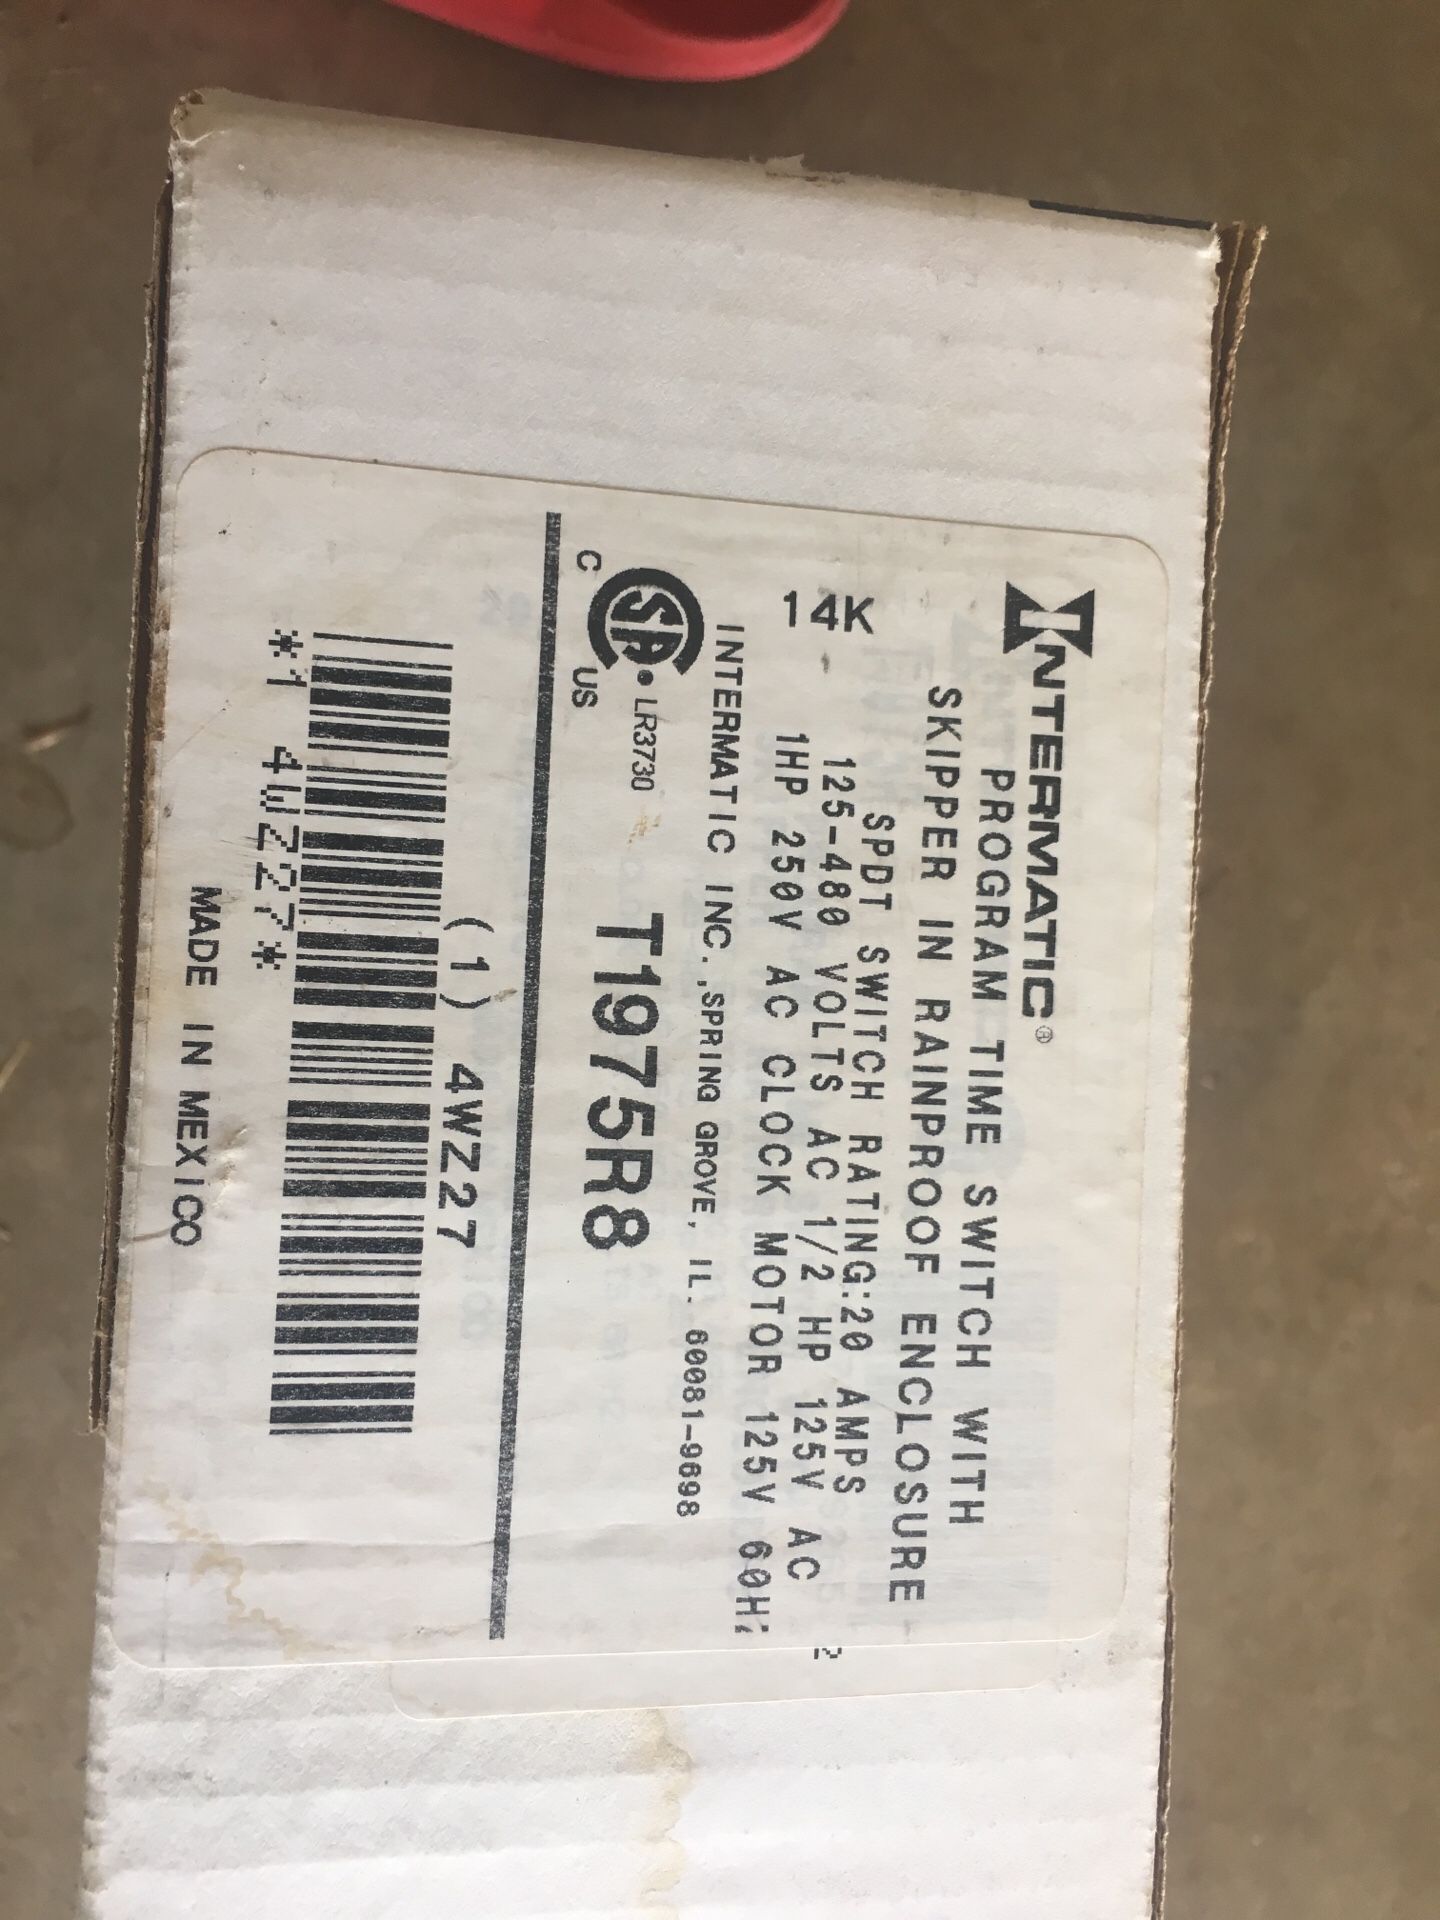 INTERMATIC®
PROGRAM TIME SWITCH WITH
SKIPPER IN RAINPROOF ENCLOSURE
SPDT SWITCH RATING:20 AMPS
14K
125-480 VOLTS AC 1/2 HP 125V AC
1HP 250V AC CLOCK MOTOR 125V
INTERMATIC INC.,SPRING GROVE, IL. 60081-9698
C SA US
LR3730
T1975R8
(1) 4WZ27
*1 4WZ27*
MADE IN MEXICO